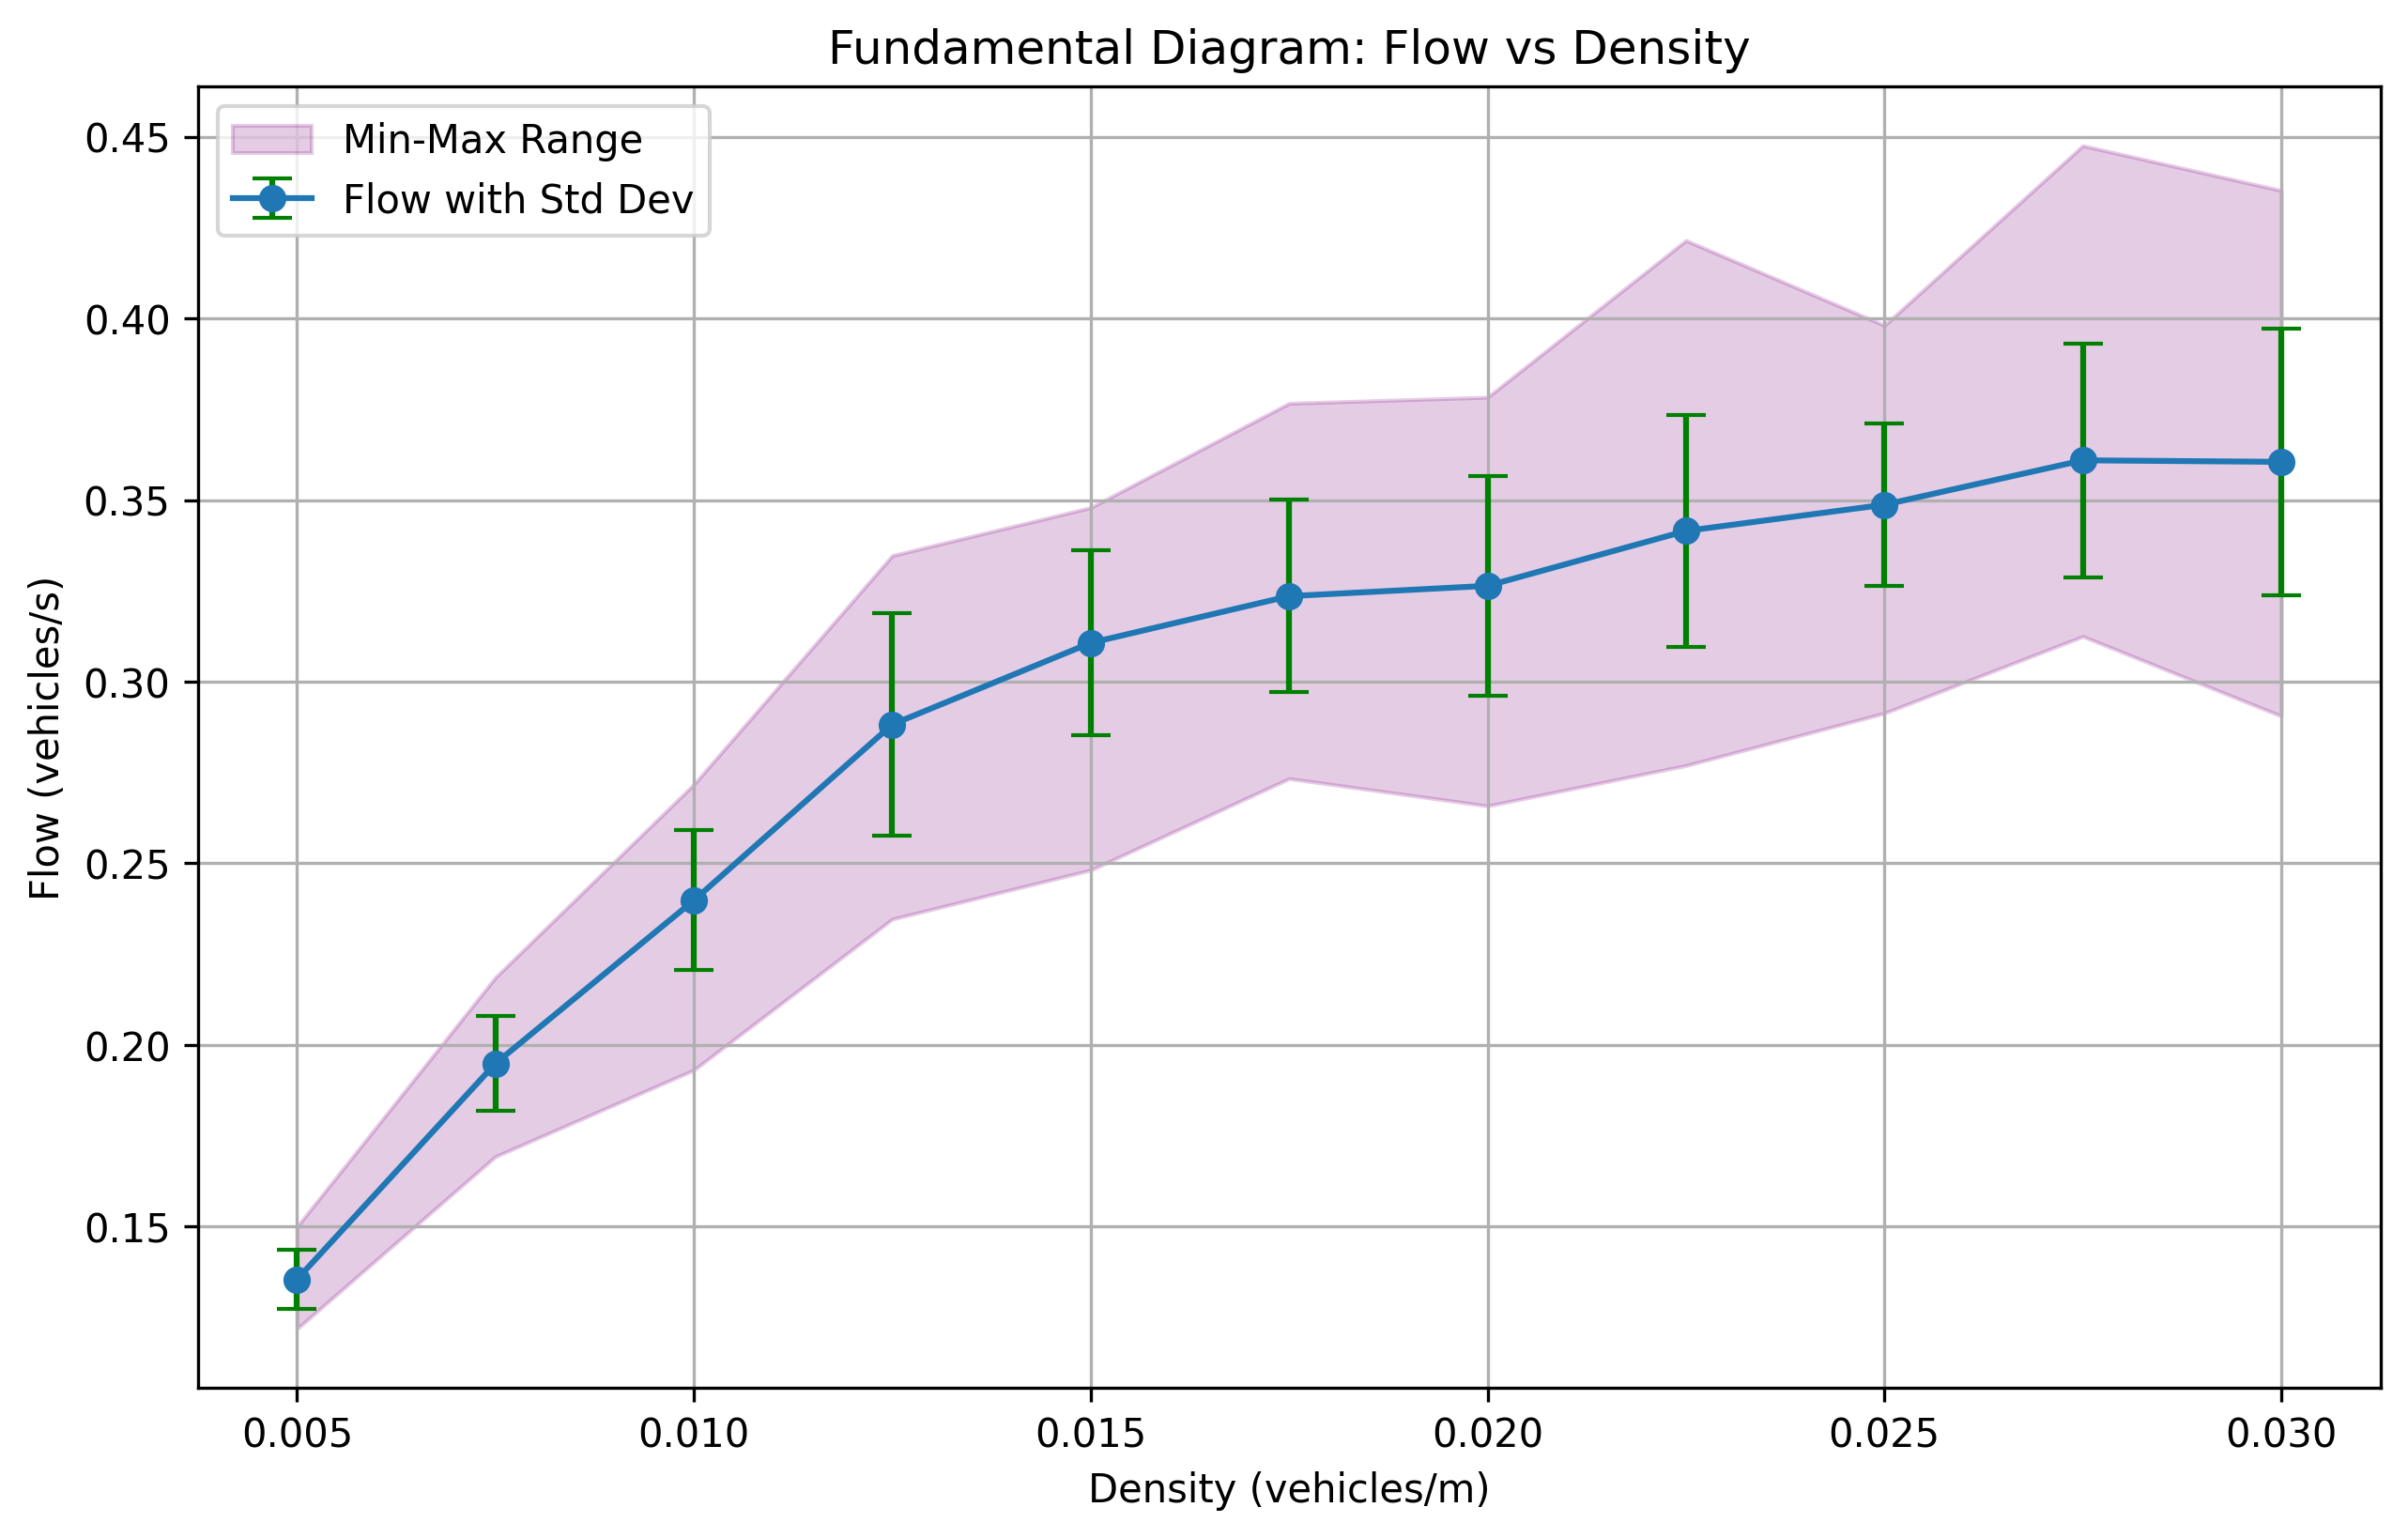 Fundamental Diagram: Flow vs Density
Min-Max Range
Flow with Std Dev
Flow (vehicles/s)
0.45
0.40
0.35
0.30
0.25
0.20
0.15
0.005 0.010 0.015 0.020 0.025 0.030
Density (vehicles/m)